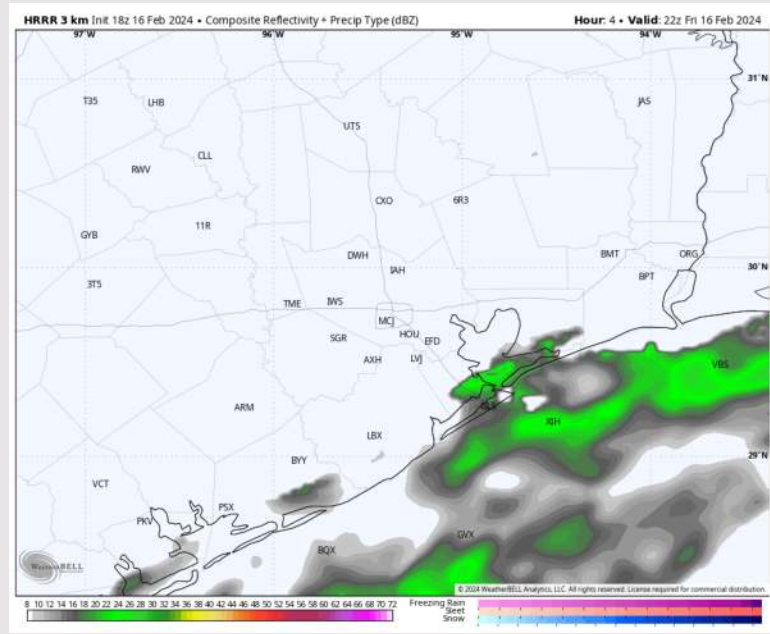 HRRR 3 km Init 18z 16 Feb 2024 • Composite Reflectivity + Precip Type (dBZ) Hour: 4 • Valid: 22z Fri 16 Feb 2024
97°W 96°W 95°W 94°W
31°N
T35 LHB JAS
UTS
CLL
RWV
CXO 6R3
11R
GYB
DWH BMT ORG
IAH 30°N
BPT
3T5
TME IWS
MCJ
HOU
SGR EFD
AXH LVJ
VBS
ARM
XIH
LBX
BYY 29°N
VCT
PSX
PKV
GVX
BQX
WeatherBELL
© 2024 WeatherBELL Analytics, LLC. All rights reserved. License required for commercial distribution.
8 10 12 14 16 18 20 22 24 26 28 30 32 34 36 38 40 42 44 46 48 50 52 54 56 58 60 62 64 66 68 70 72
Freezing Rain
Sleet
Snow